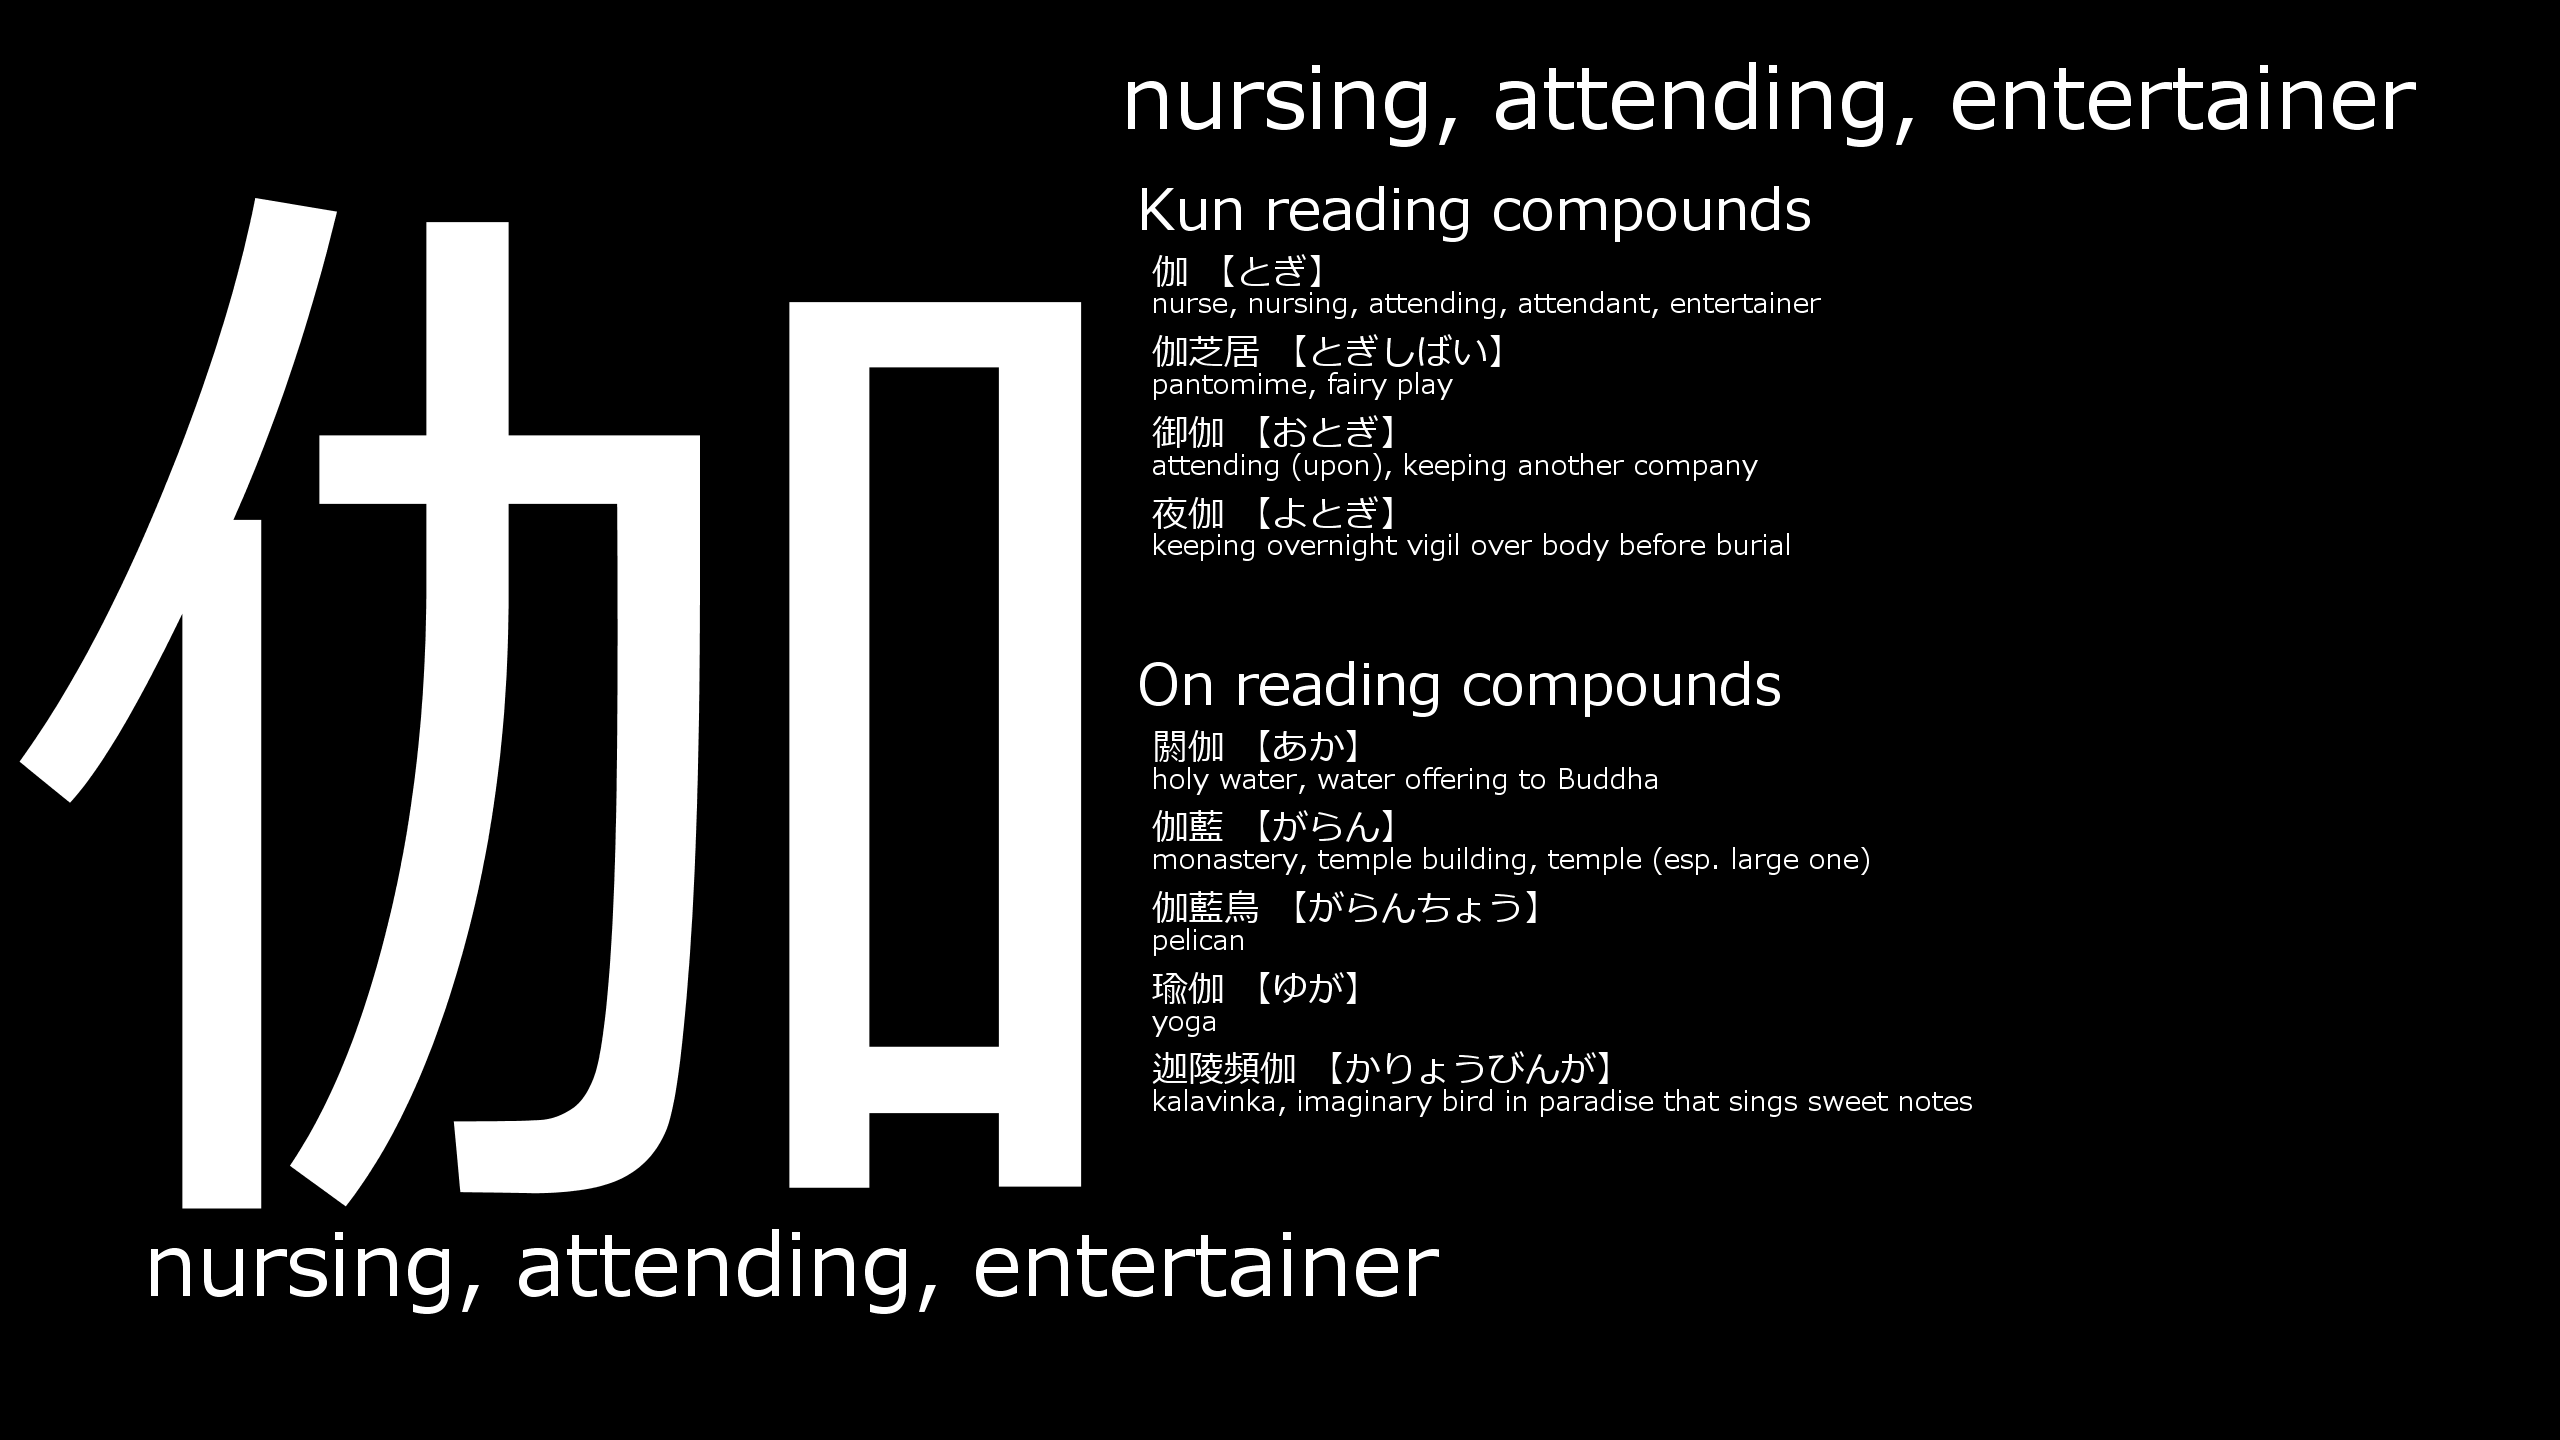 伽
nursing, attending, entertainer
nursing, attending, entertainer
Kun reading compounds
伽 【とぎ】
nurse, nursing, attending, attendant, entertainer
伽芝居 【とぎしばい】
pantomime, fairy play
御伽 【おとぎ】
attending (upon), keeping another company
夜伽 【よとぎ】
keeping overnight vigil over body before burial
On reading compounds
閼伽 【あか】
holy water, water offering to Buddha
伽藍 【がらん】
monastery, temple building, temple (esp. large one)
伽藍鳥 【がらんちょう】
pelican
瑜伽 【ゆが】
yoga
迦陵頻伽 【かりょうびんが】
kalavinka, imaginary bird in paradise that sings sweet notes